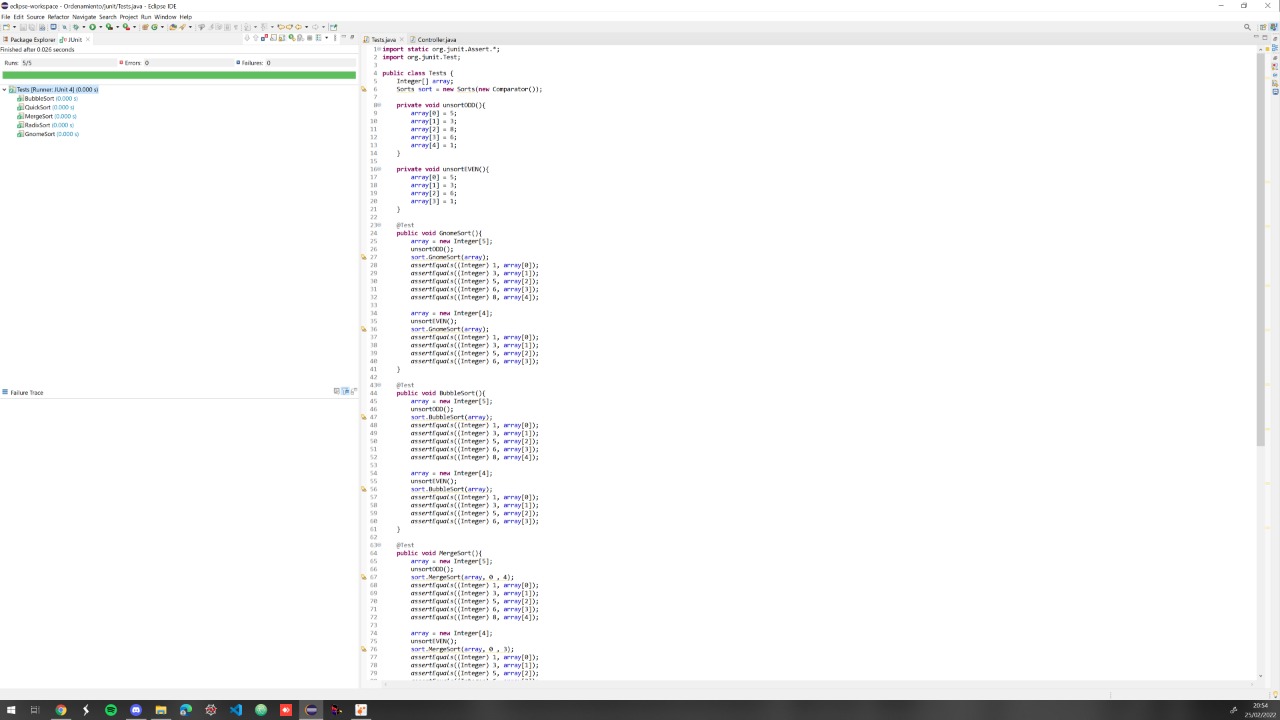 eclipse-workspace - Ordenamiento/junit/Tests.java - Eclipse IDE
File Edit Source Refactor Navigate Search Project Run Window Help
Package Explorer JUnit
Finished after 0.026 seconds
Runs: 5/5 Errors: 0 Failures: 0
Tests [Runner: JUnit 4] (0.000 s)
BubbleSort (0.000 s)
QuickSort (0.000 s)
MergeSort (0.000 s)
RadixSort (0.000 s)
GnomeSort (0.000 s)
Failure Trace
Tests.java Controller.java
1 import static org.junit.Assert.*;
2 import org.junit.Test;
3
4 public class Tests {
5 Integer[] array;
6 Sorts sort = new Sorts(new Comparator());
7
8 private void unsortODD(){
9 array[0] = 5;
10 array[1] = 3;
11 array[2] = 8;
12 array[3] = 6;
13 array[4] = 1;
14 }
15
16 private void unsortEVEN(){
17 array[0] = 5;
18 array[1] = 3;
19 array[2] = 6;
20 array[3] = 1;
21 }
22
23 @Test
24 public void GnomeSort(){
25 array = new Integer[5];
26 unsortODD();
27 sort.GnomeSort(array);
28 assertEquals((Integer) 1, array[0]);
29 assertEquals((Integer) 3, array[1]);
30 assertEquals((Integer) 5, array[2]);
31 assertEquals((Integer) 6, array[3]);
32 assertEquals((Integer) 8, array[4]);
33
34 array = new Integer[4];
35 unsortEVEN();
36 sort.GnomeSort(array);
37 assertEquals((Integer) 1, array[0]);
38 assertEquals((Integer) 3, array[1]);
39 assertEquals((Integer) 5, array[2]);
40 assertEquals((Integer) 6, array[3]);
41 }
42
43 @Test
44 public void BubbleSort(){
45 array = new Integer[5];
46 unsortODD();
47 sort.BubbleSort(array);
48 assertEquals((Integer) 1, array[0]);
49 assertEquals((Integer) 3, array[1]);
50 assertEquals((Integer) 5, array[2]);
51 assertEquals((Integer) 6, array[3]);
52 assertEquals((Integer) 8, array[4]);
53
54 array = new Integer[4];
55 unsortEVEN();
56 sort.BubbleSort(array);
57 assertEquals((Integer) 1, array[0]);
58 assertEquals((Integer) 3, array[1]);
59 assertEquals((Integer) 5, array[2]);
60 assertEquals((Integer) 6, array[3]);
61 }
62
63 @Test
64 public void MergeSort(){
65 array = new Integer[5];
66 unsortODD();
67 sort.MergeSort(array, 0 , 4);
68 assertEquals((Integer) 1, array[0]);
69 assertEquals((Integer) 3, array[1]);
70 assertEquals((Integer) 5, array[2]);
71 assertEquals((Integer) 6, array[3]);
72 assertEquals((Integer) 8, array[4]);
73
74 array = new Integer[4];
75 unsortEVEN();
76 sort.MergeSort(array, 0 , 3);
77 assertEquals((Integer) 1, array[0]);
78 assertEquals((Integer) 3, array[1]);
79 assertEquals((Integer) 5, array[2]);
20:54
25/02/2022